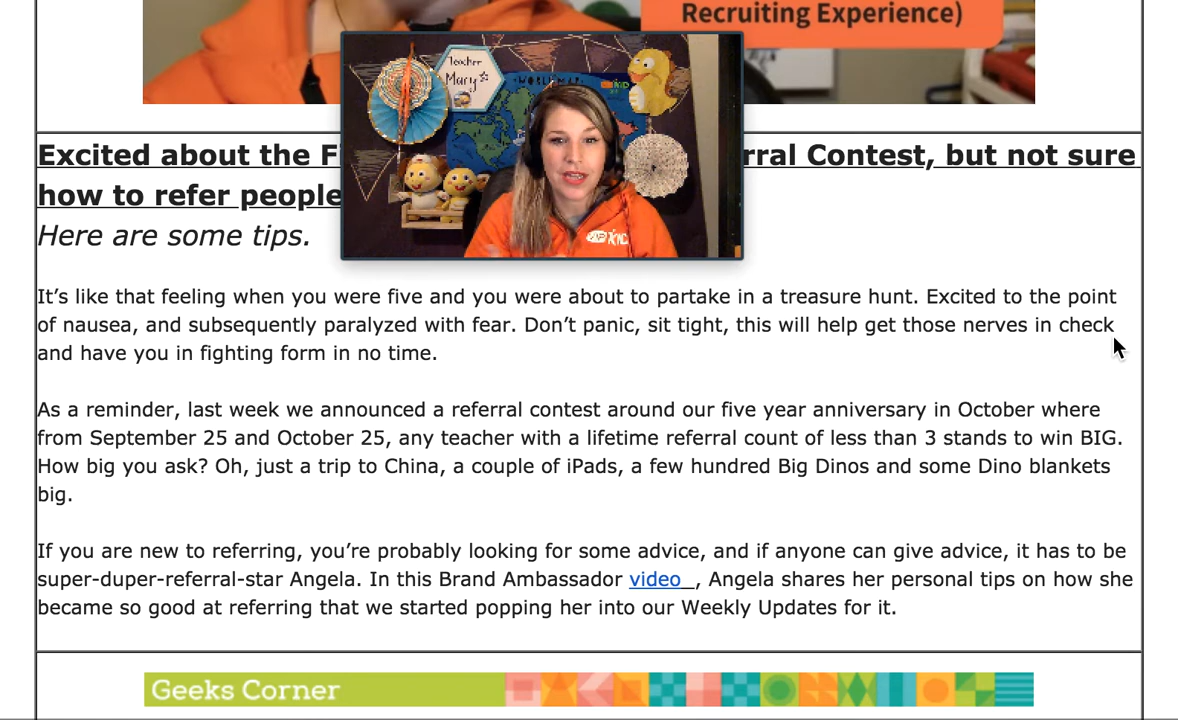 Recruiting Experience)
Teacher
Mary
WORLD MAP
VIPKID
Excited about the Fi rral Contest, but not sure
how to refer people
Here are some tips.
It’s like that feeling when you were five and you were about to partake in a treasure hunt. Excited to the point
of nausea, and subsequently paralyzed with fear. Don’t panic, sit tight, this will help get those nerves in check
and have you in fighting form in no time.
As a reminder, last week we announced a referral contest around our five year anniversary in October where
from September 25 and October 25, any teacher with a lifetime referral count of less than 3 stands to win BIG.
How big you ask? Oh, just a trip to China, a couple of iPads, a few hundred Big Dinos and some Dino blankets
big.
If you are new to referring, you’re probably looking for some advice, and if anyone can give advice, it has to be
super-duper-referral-star Angela. In this Brand Ambassador video , Angela shares her personal tips on how she
became so good at referring that we started popping her into our Weekly Updates for it.
Geeks Corner